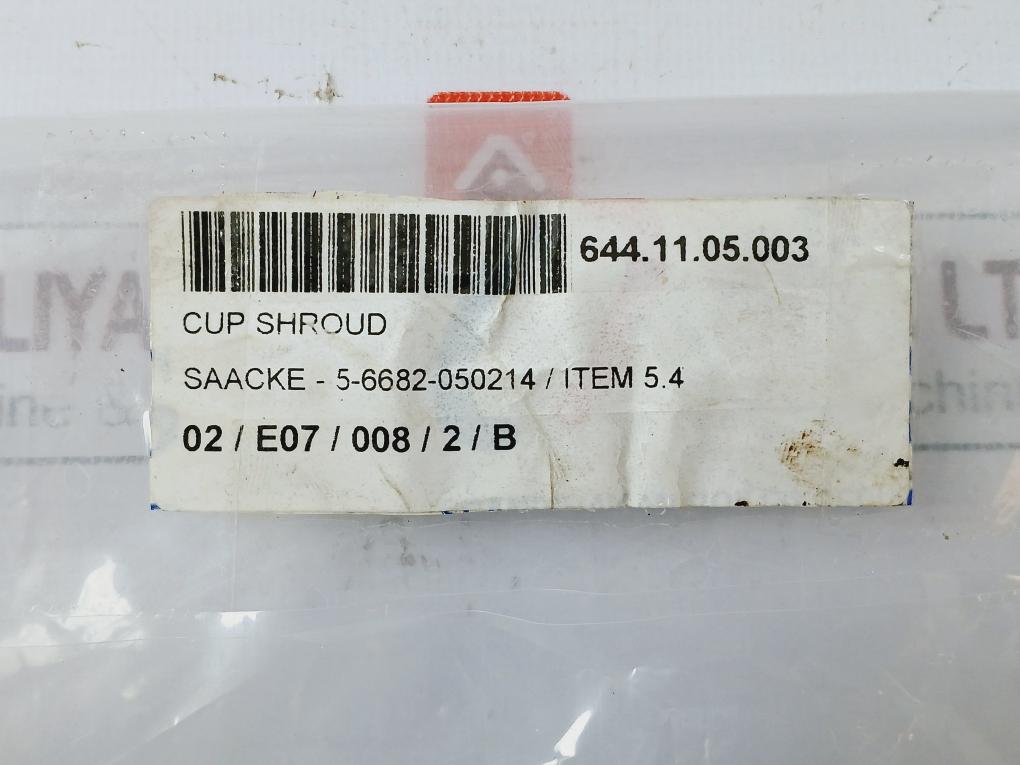 644.11.05.003
CUP SHROUD
SAACKE - 5-6682-050214 / ITEM 5.4
02 / E07 / 008 / 2 / B